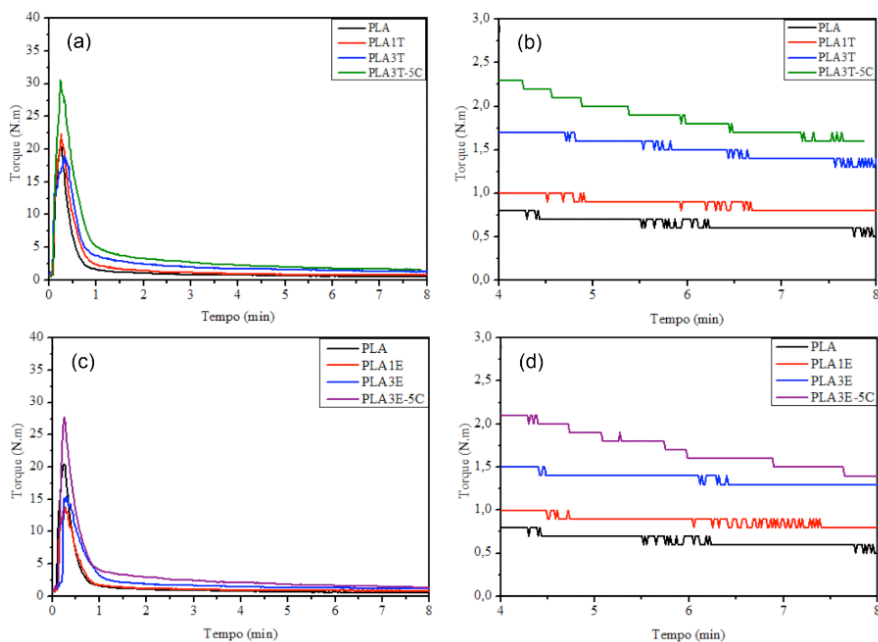 (a)
PLA
PLA1T
PLA3T
PLA3T-5C
Torque (N.m)
40
35
30
25
20
15
10
5
0
0 1 2 3 4 5 6 7 8
Tempo (min)
(b)
PLA
PLA1T
PLA3T
PLA3T-5C
Torque (N.m)
3,0
2,5
2,0
1,5
1,0
0,5
0,0
4 5 6 7 8
Tempo (min)
(c)
PLA
PLA1E
PLA3E
PLA3E-5C
Torque (N.m)
40
35
30
25
20
15
10
5
0
0 1 2 3 4 5 6 7 8
Tempo (min)
(d)
PLA
PLA1E
PLA3E
PLA3E-5C
Torque (N.m)
3,0
2,5
2,0
1,5
1,0
0,5
0,0
4 5 6 7 8
Tempo (min)